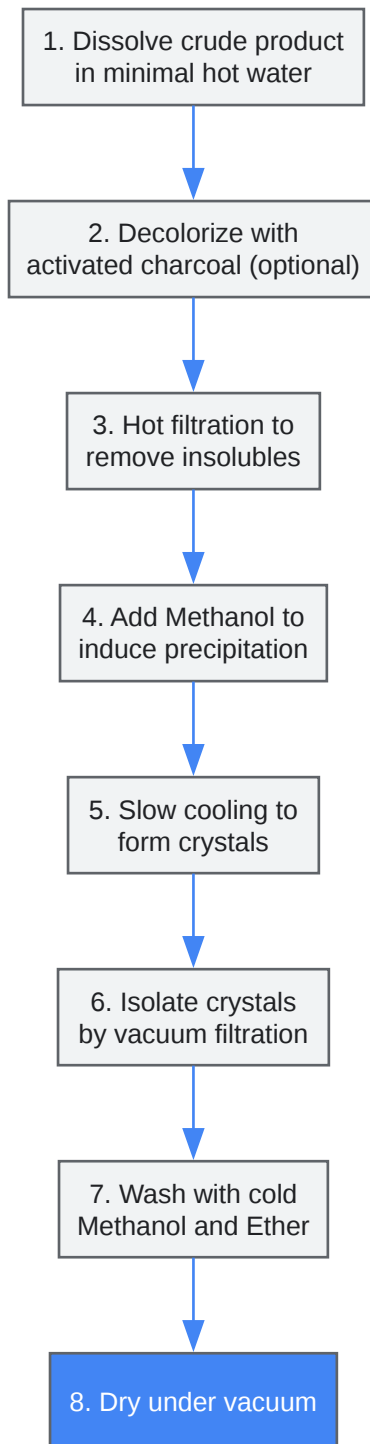 1. Dissolve crude product
in minimal hot water
2. Decolorize with
activated charcoal (optional)
3. Hot filtration to
remove insolubles
4. Add Methanol to
induce precipitation
5. Slow cooling to
form crystals
6. Isolate crystals
by vacuum filtration
7. Wash with cold
Methanol and Ether
8. Dry under vacuum